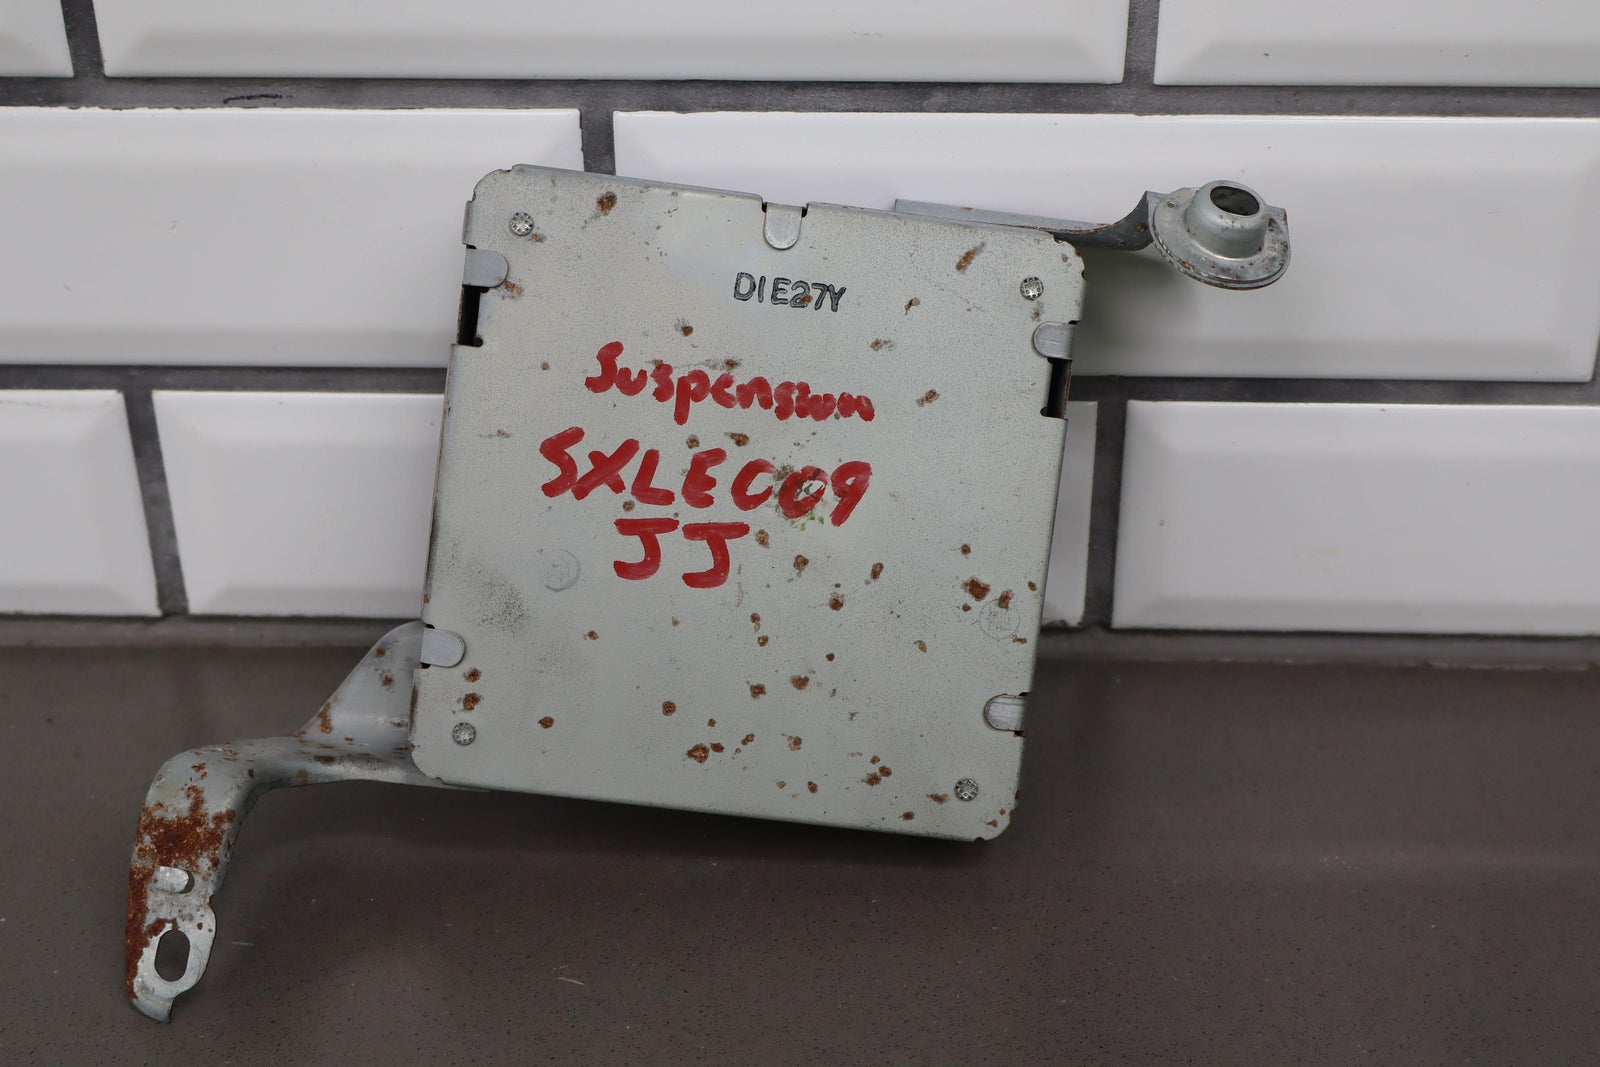 D1E27Y
Suspension
SXLE009
JJ